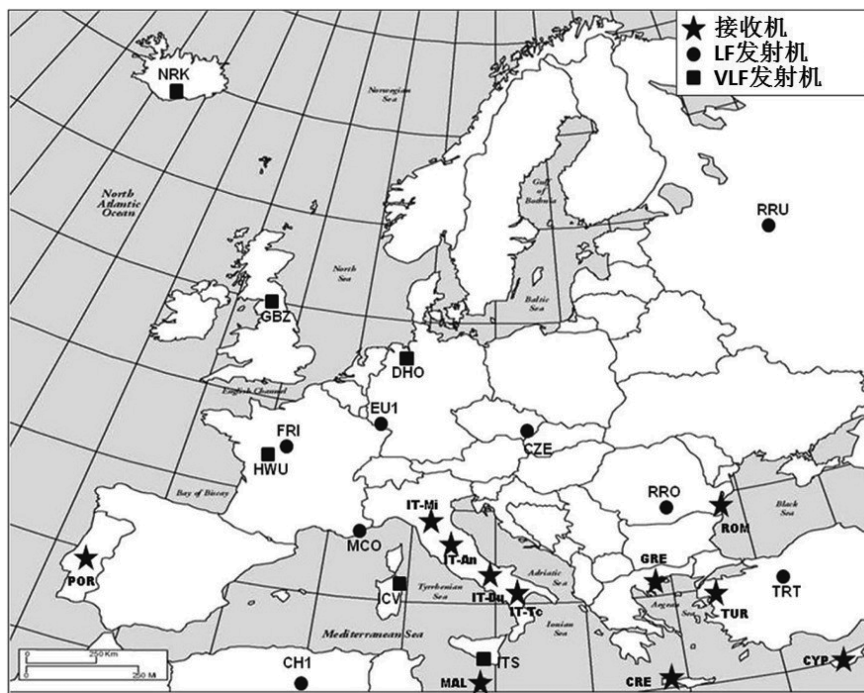 接收机
LF发射机
VLF发射机
NRK
Norwegian
Sea
North
Atlantic
Ocean
Gulf
of
Bothnia
RRU
North
Sea
Baltic
Sea
GBZ
DHO
English Channel
EU1
FRI
CZE
HWU
Bay of Biscay
IT-Mi
RRO
Black
Sea
ROM
MCO
IT-An
POR
GRE
Adriatic
Sea
ICV
Tyrrhenian
Sea
IT-Du
IT-Tc
Aegean
Sea
TUR
TRT
Ionian
Sea
Mediterranean Sea
0 250 Km
0 250 Mi
CH1
ITS
MAL
CRE
CYP